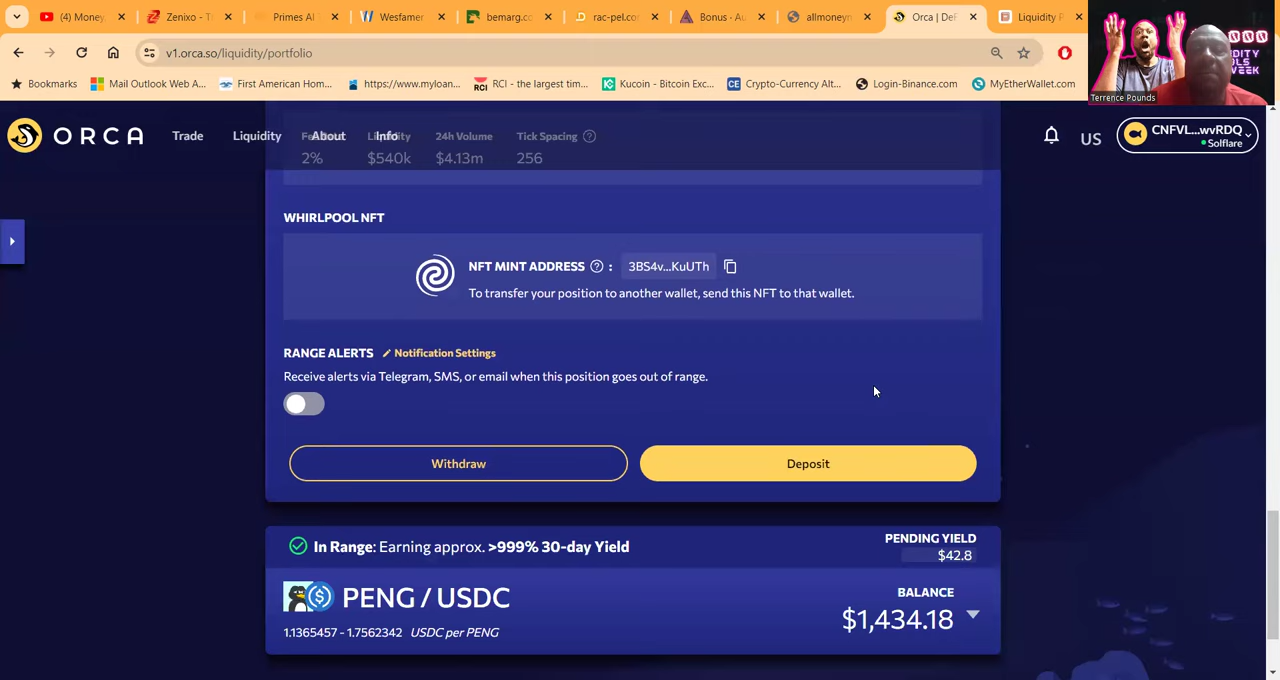 (4) Money
Zenixo - T
Primes AI
Wesfarmer
bemarg.co
rac-pel.co
Bonus - Au
allmoneyn
Orca | DeF
Liquidity P
v1.orca.so/liquidity/portfolio
Bookmarks
Mail Outlook Web A...
First American Hom...
https://www.myloan...
RCI - the largest tim...
Kucoin - Bitcoin Exc...
Crypto-Currency Alt...
Login-Binance.com
MyEtherWallet.com
Terrence Pounds
ORCA
Trade
Liquidity
About
Info
US
CNFVL...wvRDQ
Solflare
Liquidity
24h Volume
Tick Spacing
2%
$540k
$4.13m
256
WHIRLPOOL NFT
NFT MINT ADDRESS ? : 3BS4v...KuUTh
To transfer your position to another wallet, send this NFT to that wallet.
RANGE ALERTS Notification Settings
Receive alerts via Telegram, SMS, or email when this position goes out of range.
Withdraw
Deposit
In Range: Earning approx. >999% 30-day Yield
PENDING YIELD
$42.8
PENG / USDC
BALANCE
$1,434.18
1.1365457 - 1.7562342 USDC per PENG